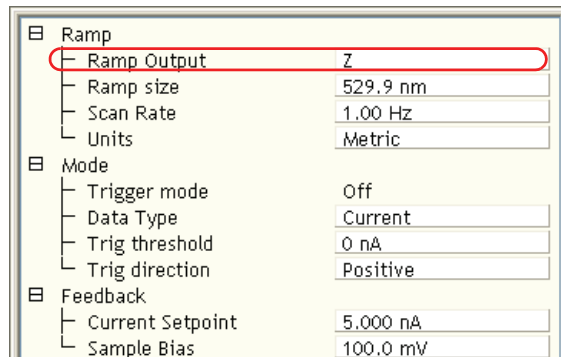 Ramp
Ramp Output Z
Ramp size 529.9 nm
Scan Rate 1.00 Hz
Units Metric
Mode
Trigger mode Off
Data Type Current
Trig threshold 0 nA
Trig direction Positive
Feedback
Current Setpoint 5.000 nA
Sample Bias 100.0 mV